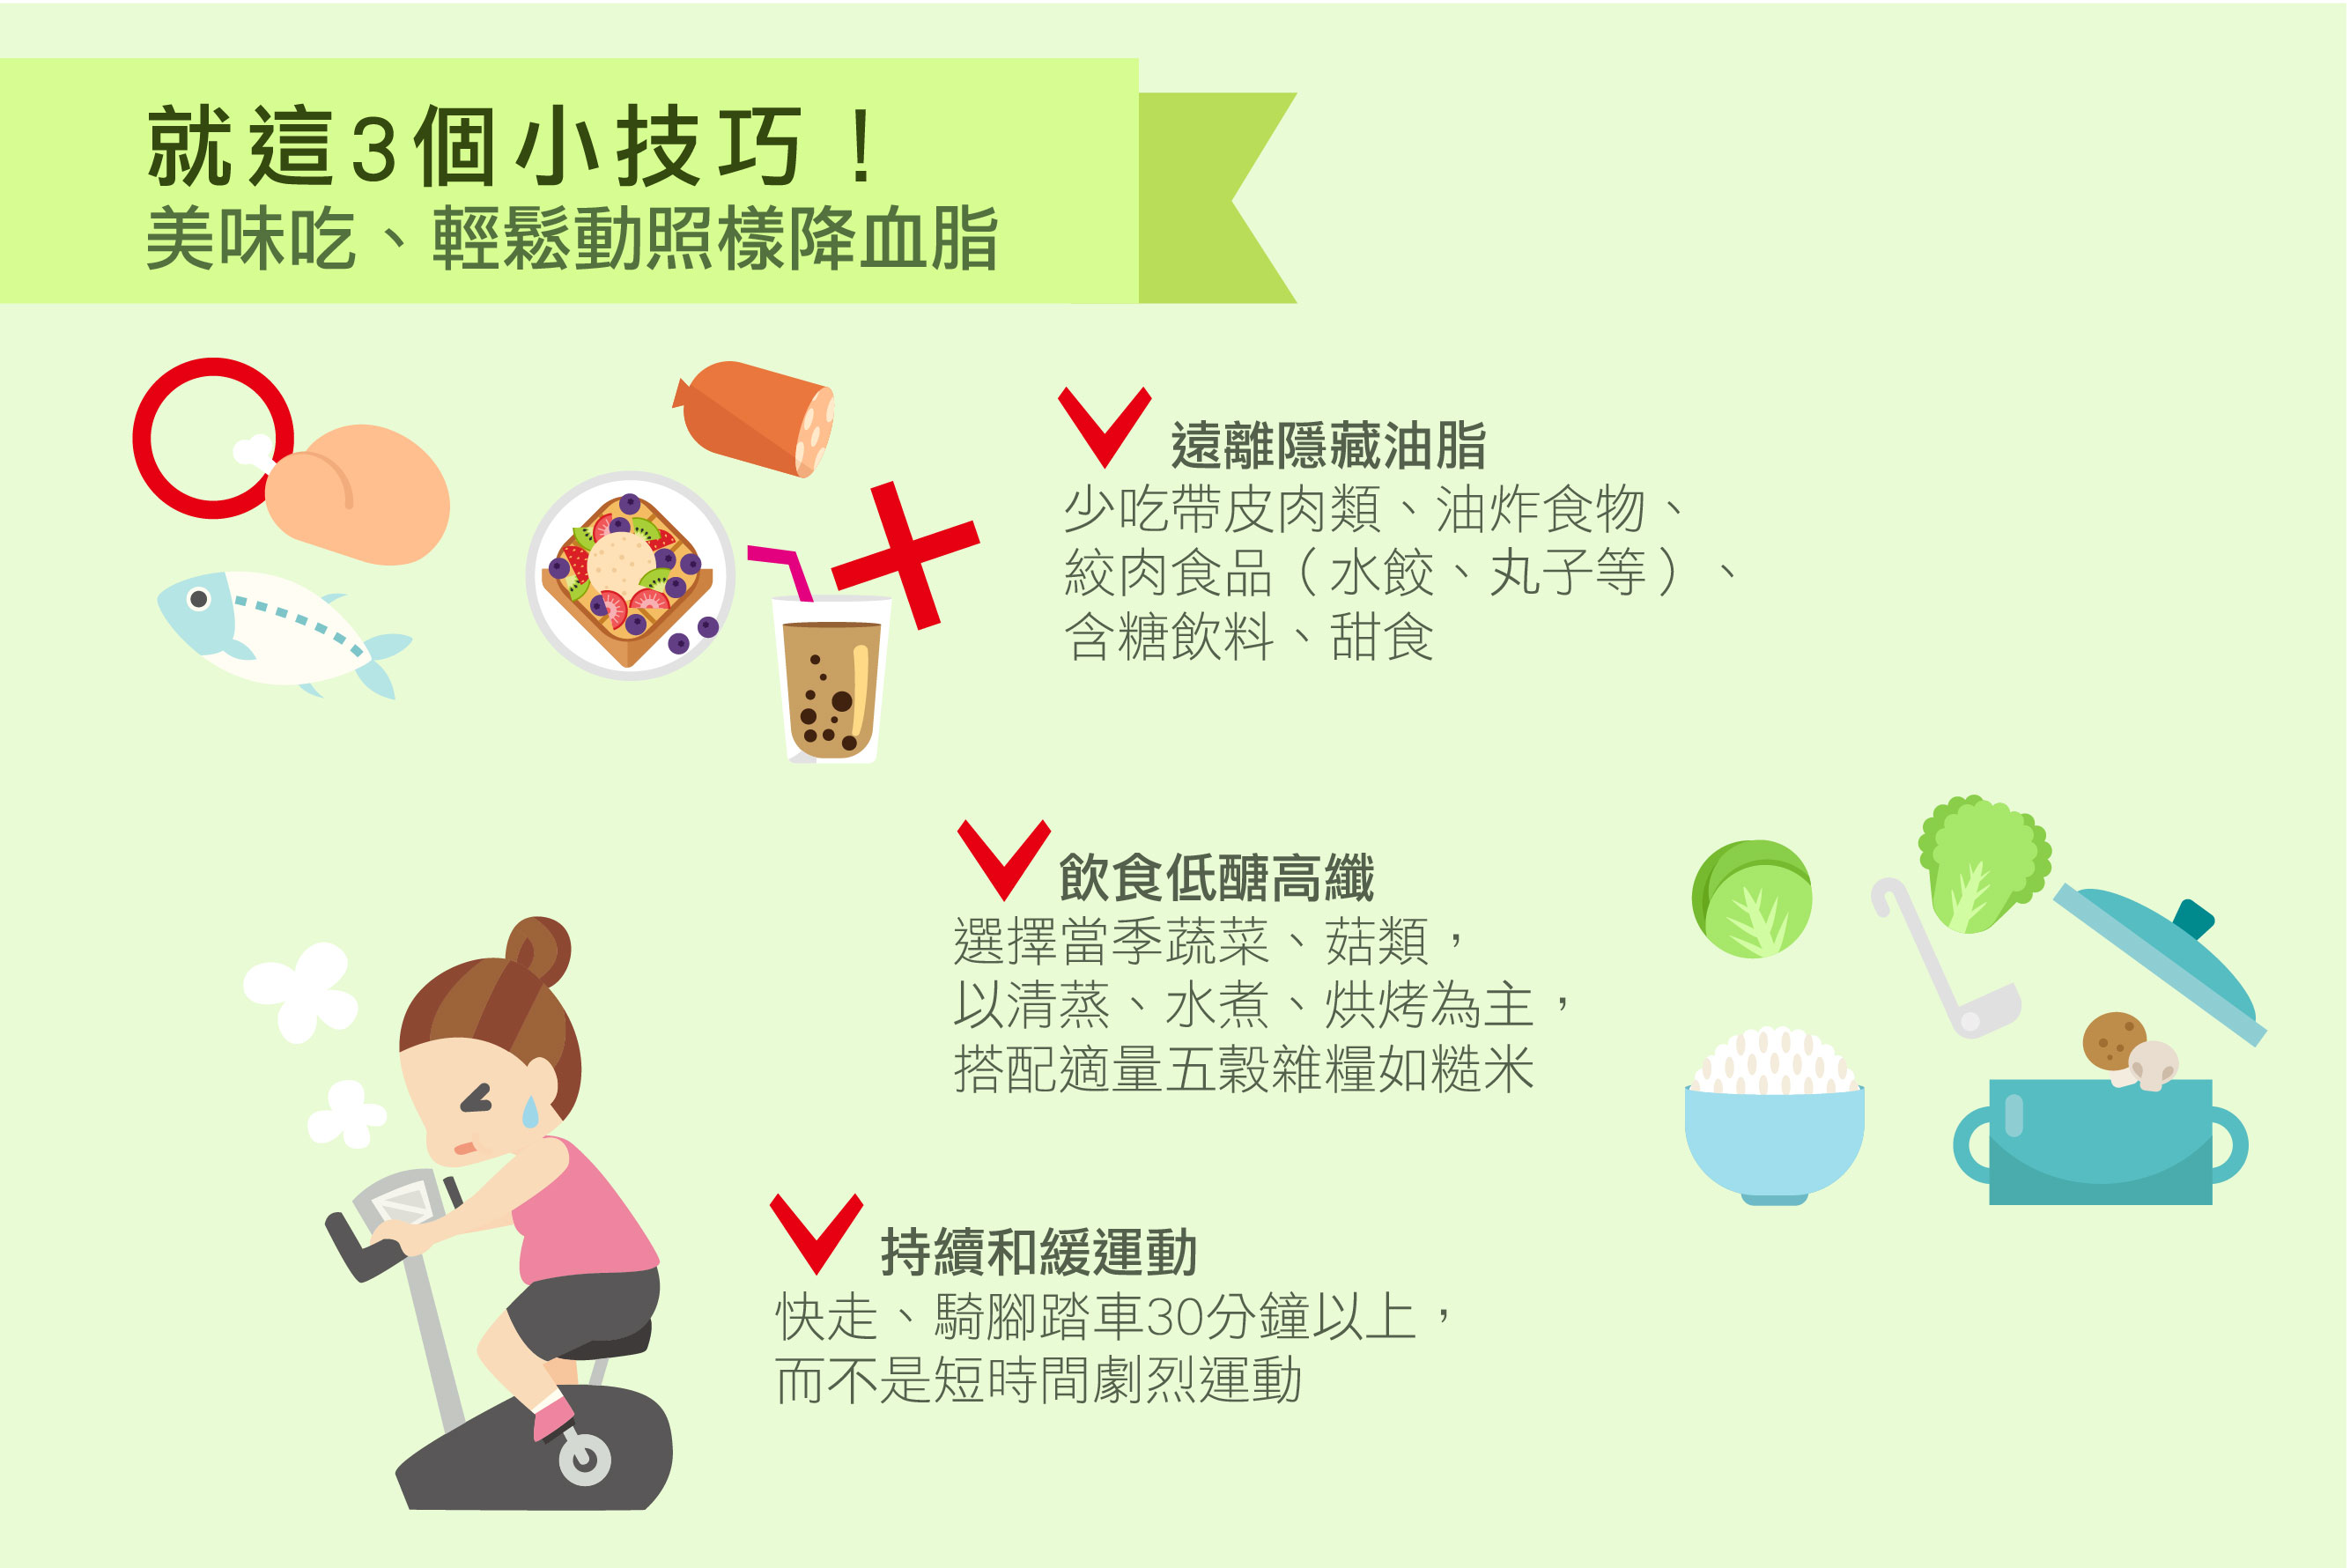 就這3個小技巧！
美味吃、輕鬆動照樣降血脂
遠離隱藏油脂
少吃帶皮肉類、油炸食物、
絞肉食品（水餃、丸子等）、
含糖飲料、甜食
飲食低醣高纖
選擇當季蔬菜、菇類，
以清蒸、水煮、烘烤為主，
搭配適量五穀雜糧如糙米
持續和緩運動
快走、騎腳踏車30分鐘以上，
而不是短時間劇烈運動